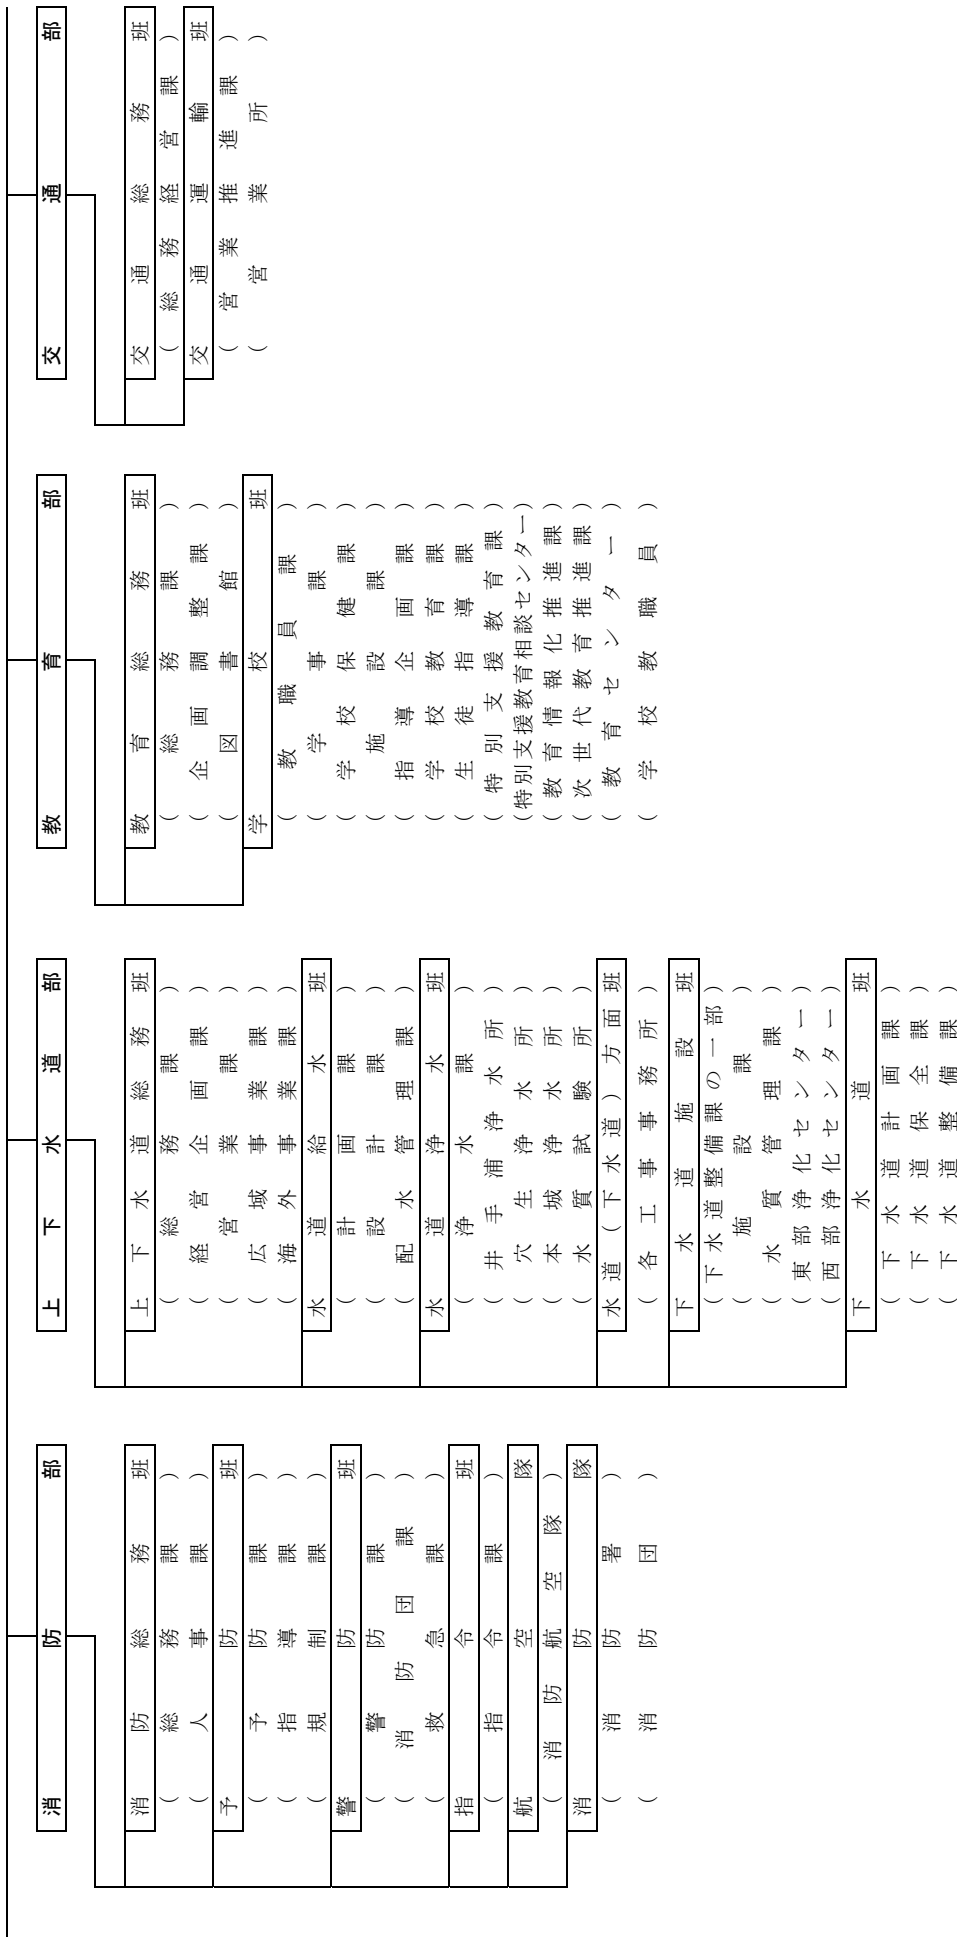 消防部
消防総務班
（総務課）
（人事課）
予防班
（予防課）
（指導課）
（規制課）
警防班
（警防課）
（消防団課）
（救急課）
指令班
（指令課）
航空隊
（消防航空隊）
消防隊
（消防署）
（消防団）
上下水道部
上下水道総務班
（総務課）
（経営企画課）
（営業課）
（広域事業課）
（海外事業課）
水道給水班
（計画課）
（設計課）
（配水管理課）
水道浄水班
（浄水課）
（井手浦浄水所）
（穴生浄水所）
（本城浄水所）
（水質試験所）
水道（下水道）方面班
（各工事事務所）
下水道施設班
（下水道整備課の一部）
（施設課）
（水質管理課）
（東部浄化センター）
（西部浄化センター）
下水道班
（下水道計画課）
（下水道保全課）
（下水道整備課）
教育部
教育総務班
（総務課）
（企画調整課）
（図書館）
学校班
（教職員課）
（学事課）
（学校保健課）
（施設課）
（指導企画課）
（学校教育課）
（生徒指導課）
（特別支援教育課）
（特別支援教育相談センター）
（教育情報化推進課）
（次世代教育推進課）
（教育センター）
（学校教職員）
交通部
交通総務班
（総務経営課）
交通運輸班
（営業推進課）
（営業所）